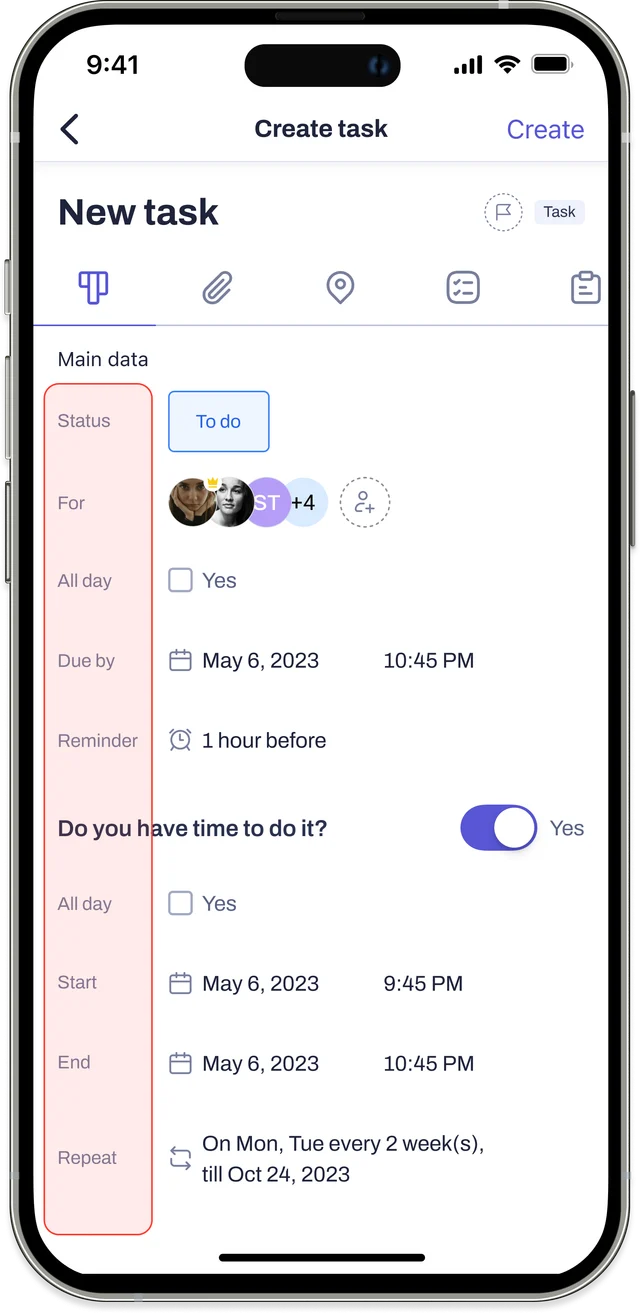 9:41
Create task
Create
New task
Task
Main data
Status
To do
For
ST
+4
All day
Yes
Due by
May 6, 2023
10:45 PM
Reminder
1 hour before
Do you have time to do it?
Yes
All day
Yes
Start
May 6, 2023
9:45 PM
End
May 6, 2023
10:45 PM
Repeat
On Mon, Tue every 2 week(s),
till Oct 24, 2023